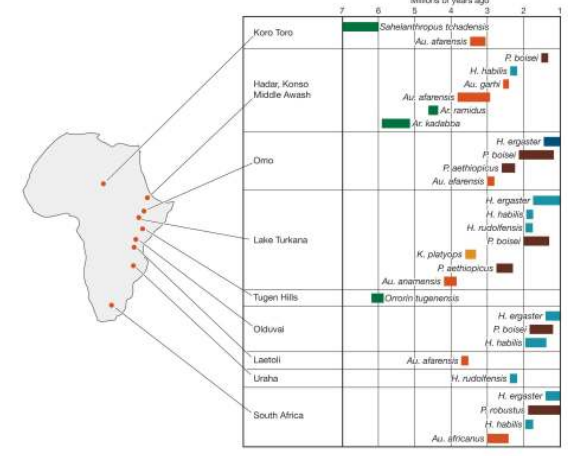 Millions of years ago
7 6 5 4 3 2 1
Koro Toro
Sahelanthropus tchadensis
Au. afarensis
Hadar, Konso
Middle Awash
P. boisei
H. habilis
Au. garhi
Au. afarensis
Ar. ramidus
Ar. kadabba
Omo
H. ergaster
P. boisei
P. aethiopicus
Au. afarensis
Lake Turkana
H. ergaster
H. habilis
H. rudolfensis
P. boisei
K. platyops
P. aethiopicus
Au. anamensis
Tugen Hills
Orrorin tugenensis
Olduvai
H. ergaster
P. boisei
H. habilis
Laetoli
Au. afarensis
Uraha
H. rudolfensis
South Africa
H. ergaster
P. robustus
H. habilis
Au. africanus